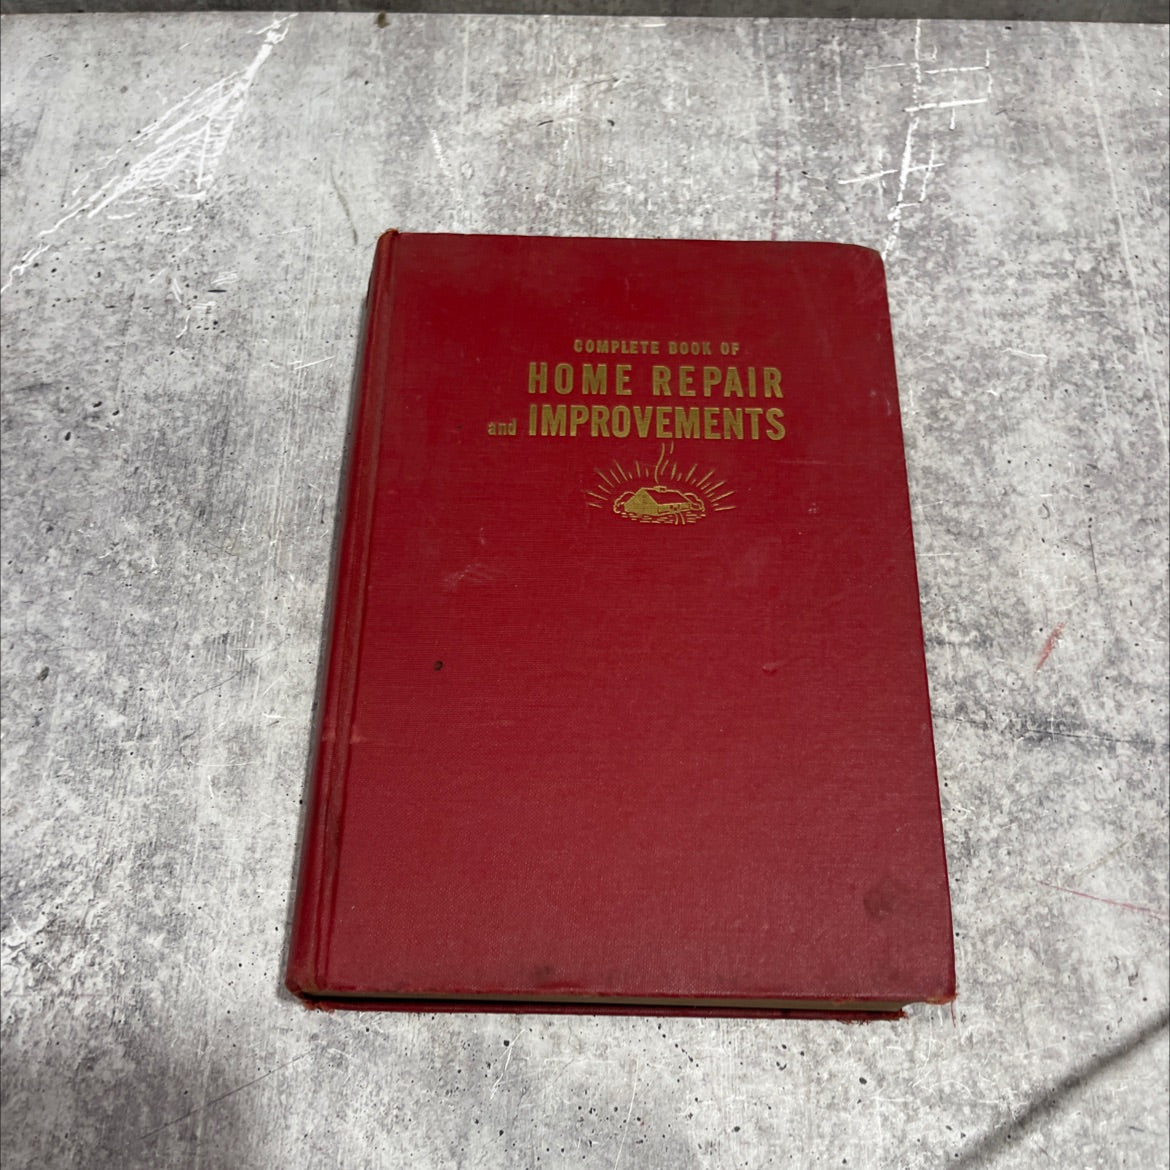 COMPLETE BOOK OF
HOME REPAIR
and IMPROVEMENTS